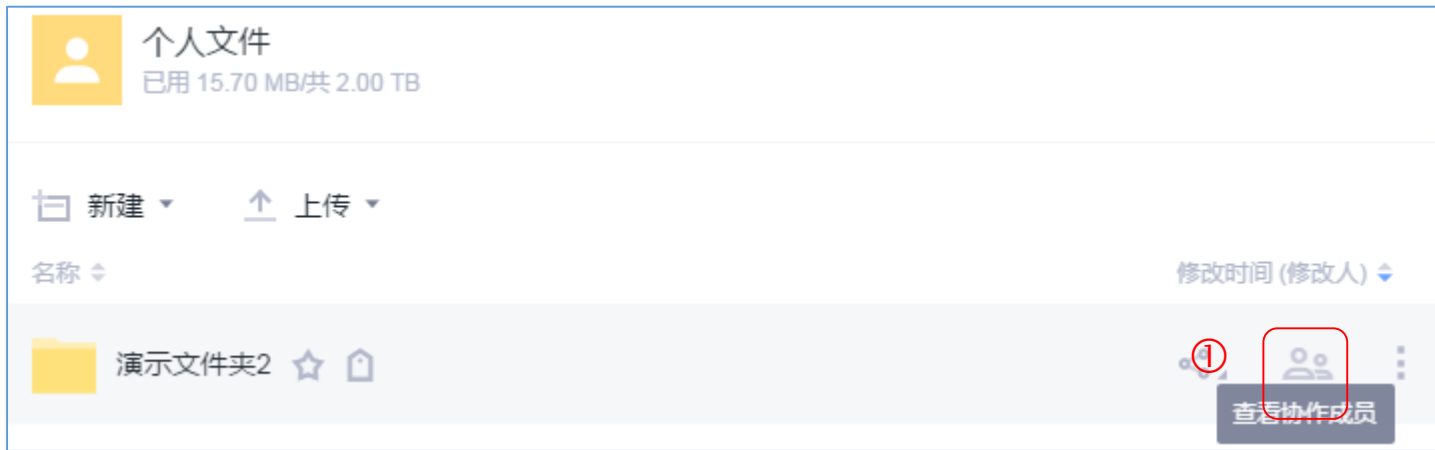 个人文件
已用 15.70 MB/共 2.00 TB
新建 上传
名称 修改时间 (修改人)
演示文件夹2 ①
查看协作成员